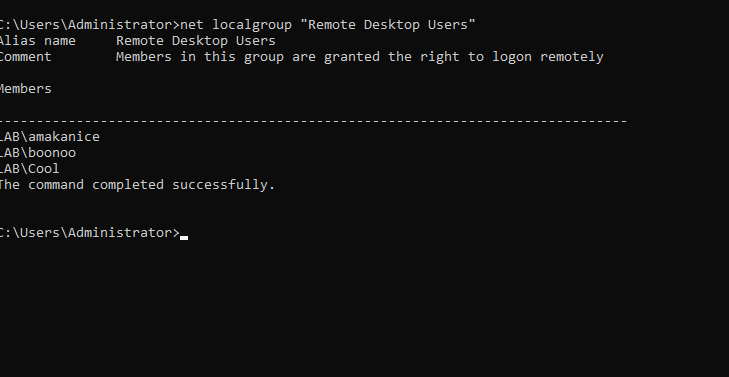 C:\Users\Administrator>net localgroup "Remote Desktop Users"
Alias name     Remote Desktop Users
Comment        Members in this group are granted the right to logon remotely
Members
-------------------------------------------------------------------------------
LAB\amakanice
LAB\boonoo
LAB\Cool
The command completed successfully.
C:\Users\Administrator>